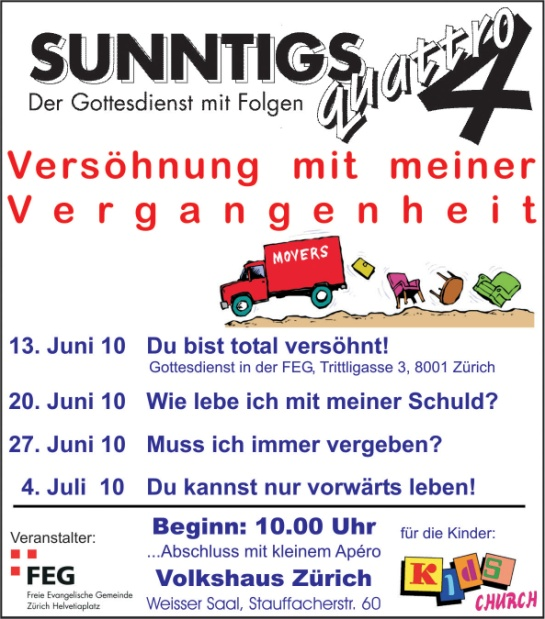 SUNNTIGS quattro 4
Der Gottesdienst mit Folgen
Versöhnung mit meiner
Vergangenheit
MOVERS
13. Juni 10 Du bist total versöhnt!
Gottesdienst in der FEG, Trittligasse 3, 8001 Zürich
20. Juni 10 Wie lebe ich mit meiner Schuld?
27. Juni 10 Muss ich immer vergeben?
4. Juli 10 Du kannst nur vorwärts leben!
Veranstalter:
FEG
Freie Evangelische Gemeinde
Zürich Helvetiaplatz
Beginn: 10.00 Uhr
...Abschluss mit kleinem Apéro
Volkshaus Zürich
Weisser Saal, Stauffacherstr. 60
für die Kinder:
KIdS
CHURCH